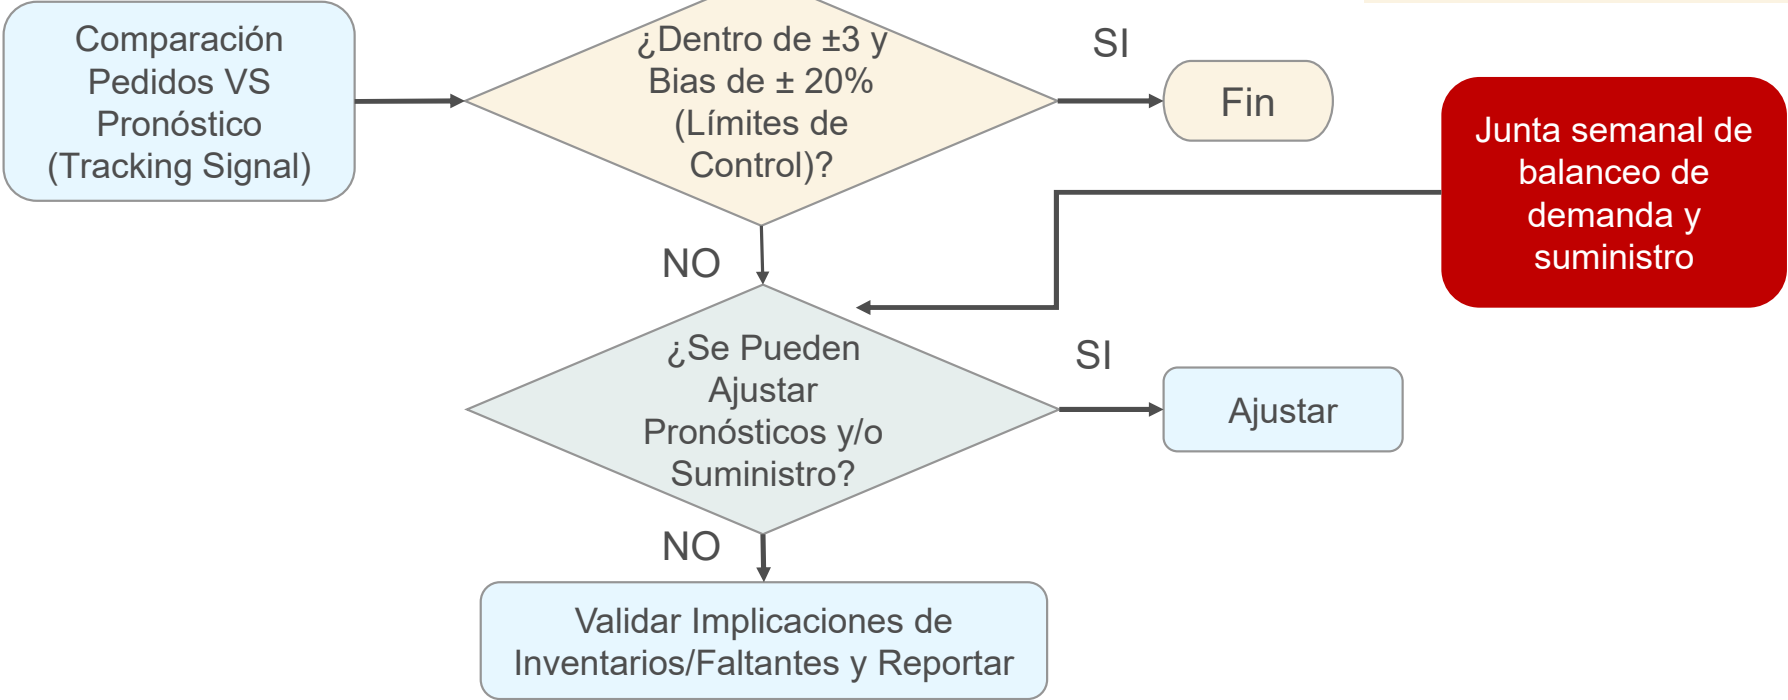 Comparación
Pedidos VS
Pronóstico
(Tracking Signal)
¿Dentro de ±3 y
Bias de ± 20%
(Límites de
Control)?
SI
Fin
Junta semanal de
balanceo de
demanda y
suministro
NO
¿Se Pueden
Ajustar
Pronósticos y/o
Suministro?
SI
Ajustar
NO
Validar Implicaciones de
Inventarios/Faltantes y Reportar